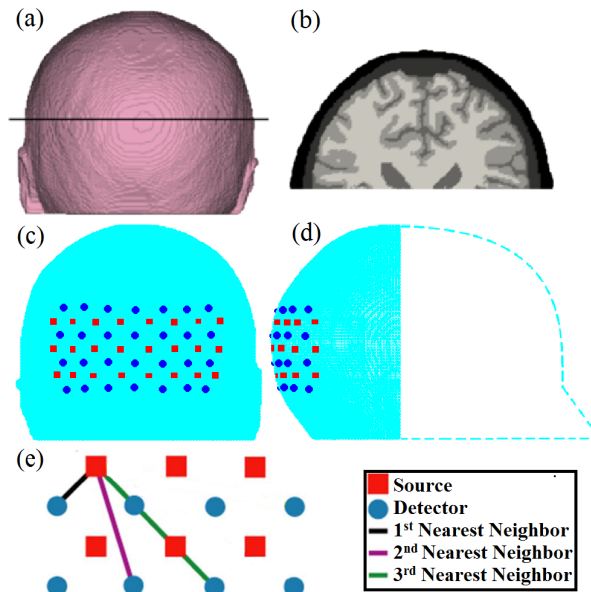 (a)
(b)
(c)
(d)
(e)
Source
Detector
1st Nearest Neighbor
2nd Nearest Neighbor
3rd Nearest Neighbor